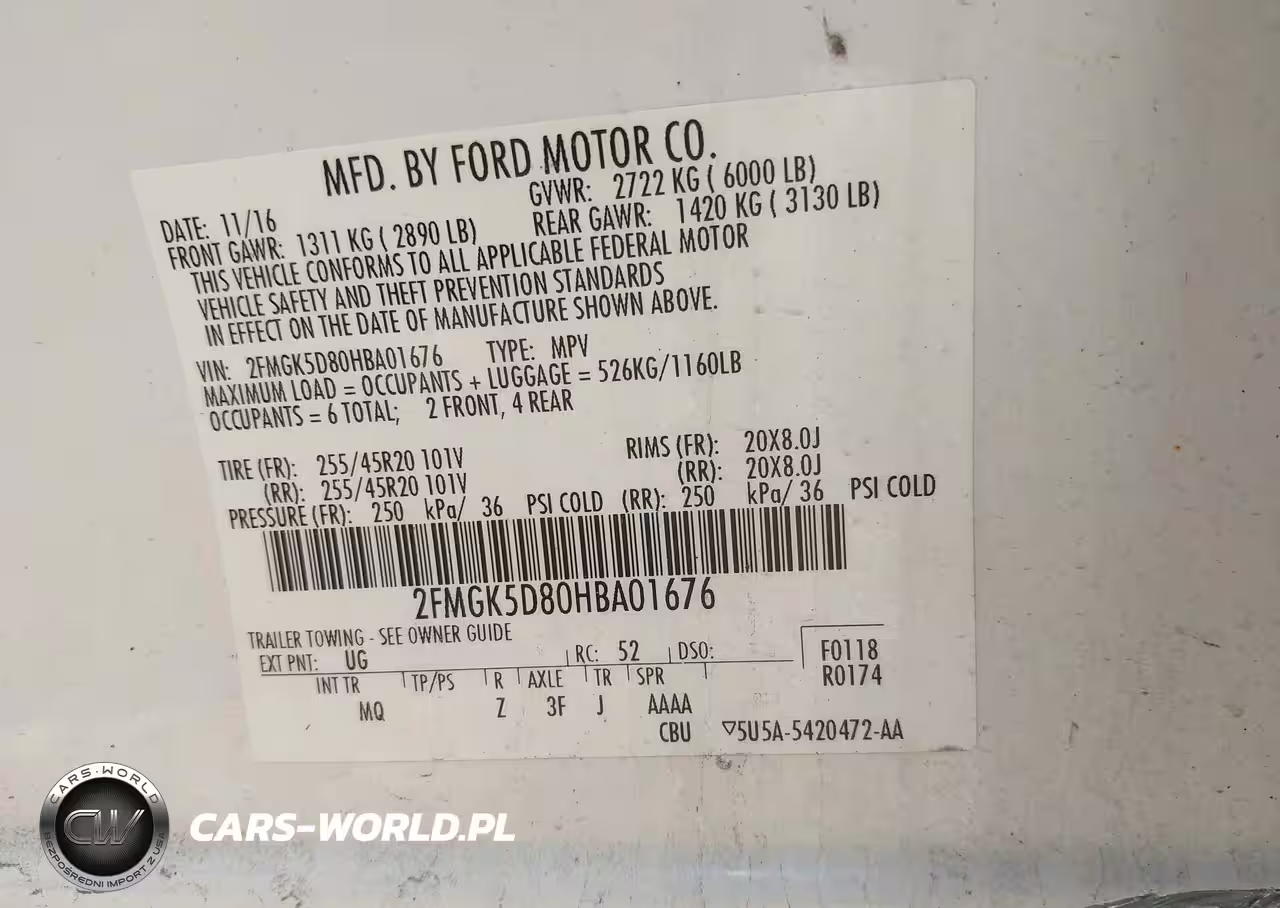 MFD. BY FORD MOTOR CO.
DATE: 11/16 GVWR: 2722 KG ( 6000 LB)
FRONT GAWR: 1311 KG ( 2890 LB) REAR GAWR: 1420 KG ( 3130 LB)
THIS VEHICLE CONFORMS TO ALL APPLICABLE FEDERAL MOTOR
VEHICLE SAFETY AND THEFT PREVENTION STANDARDS
IN EFFECT ON THE DATE OF MANUFACTURE SHOWN ABOVE.
VIN: 2FMGK5D80HBA01676 TYPE: MPV
MAXIMUM LOAD = OCCUPANTS + LUGGAGE = 526KG/1160LB
OCCUPANTS = 6 TOTAL; 2 FRONT, 4 REAR
TIRE (FR): 255/45R20 101V RIMS (FR): 20X8.0J
(RR): 255/45R20 101V (RR): 20X8.0J
PRESSURE (FR): 250 kPa/ 36 PSI COLD (RR): 250 kPa/ 36 PSI COLD
2FMGK5D80HBA01676
TRAILER TOWING - SEE OWNER GUIDE
EXT PNT: UG RC: 52 DSO: F0118
R0174
INT TR TP/PS R AXLE TR SPR
MQ Z 3F J AAAA
CBU ▽5U5A-5420472-AA
CARS-WORLD
CW
BEZPOŚREDNI IMPORT Z USA
CARS-WORLD.PL